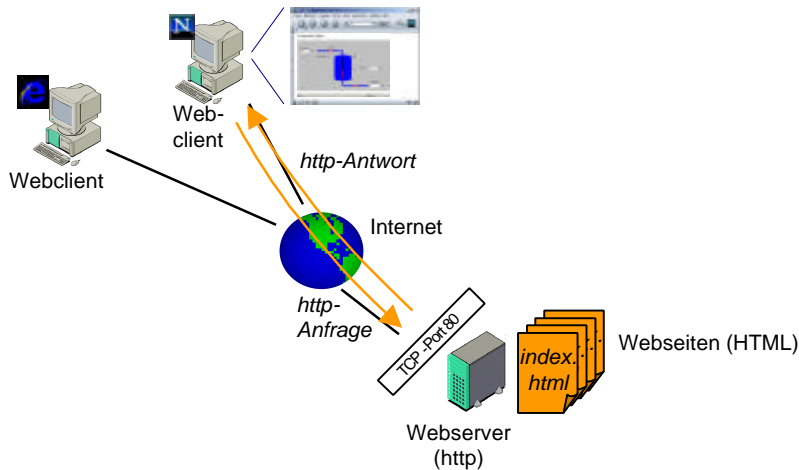 N
e
Web-
client
Webclient
http-Antwort
Internet
http-
Anfrage
TCP -Port 80
index.
html
Webseiten (HTML)
Webserver
(http)